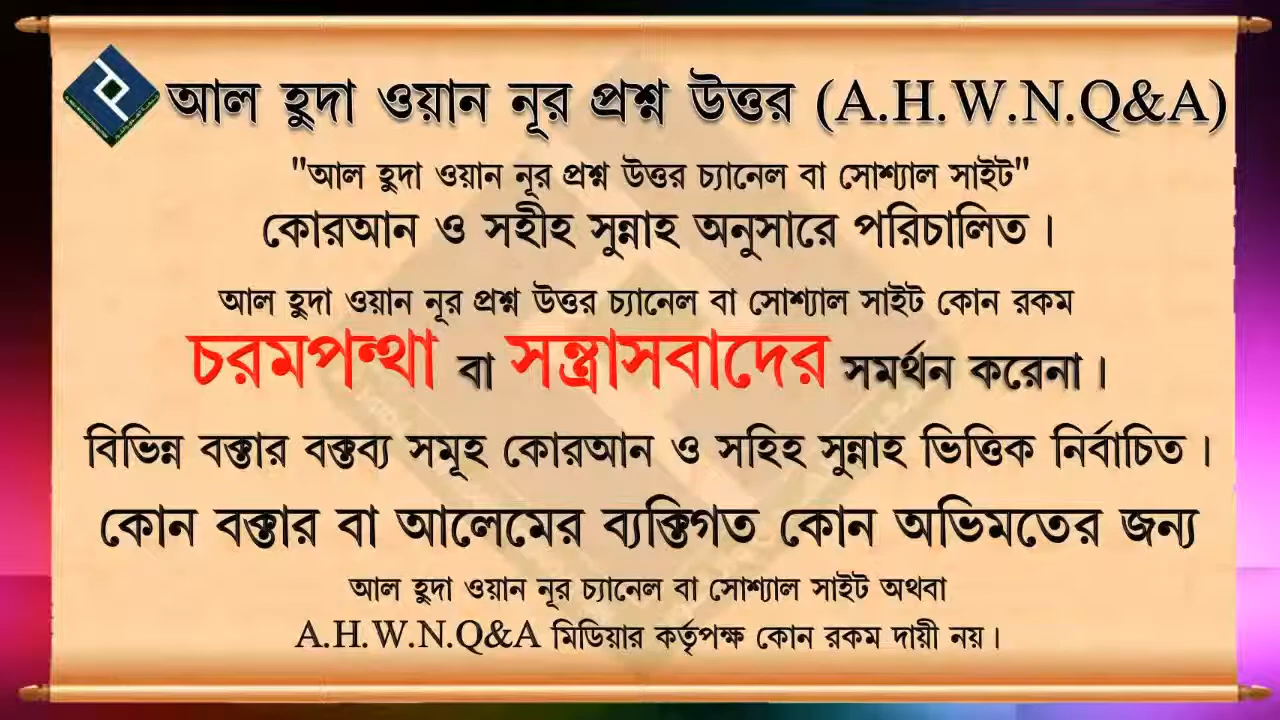 আল হুদা ওয়ান নূর প্রশ্ন উত্তর (A.H.W.N.Q&A)
"আল হুদা ওয়ান নূর প্রশ্ন উত্তর চ্যানেল বা সোশ্যাল সাইট"
কোরআন ও সহীহ সুন্নাহ অনুসারে পরিচালিত।
আল হুদা ওয়ান নূর প্রশ্ন উত্তর চ্যানেল বা সোশ্যাল সাইট কোন রকম
চরমপন্থা বা সন্ত্রাসবাদের সমর্থন করেনা।
বিভিন্ন বক্তার বক্তব্য সমূহ কোরআন ও সহিহ সুন্নাহ ভিত্তিক নির্বাচিত।
কোন বক্তার বা আলেমের ব্যক্তিগত কোন অভিমতের জন্য
আল হুদা ওয়ান নূর চ্যানেল বা সোশ্যাল সাইট অথবা
A.H.W.N.Q&A মিডিয়ার কর্তৃপক্ষ কোন রকম দায়ী নয়।